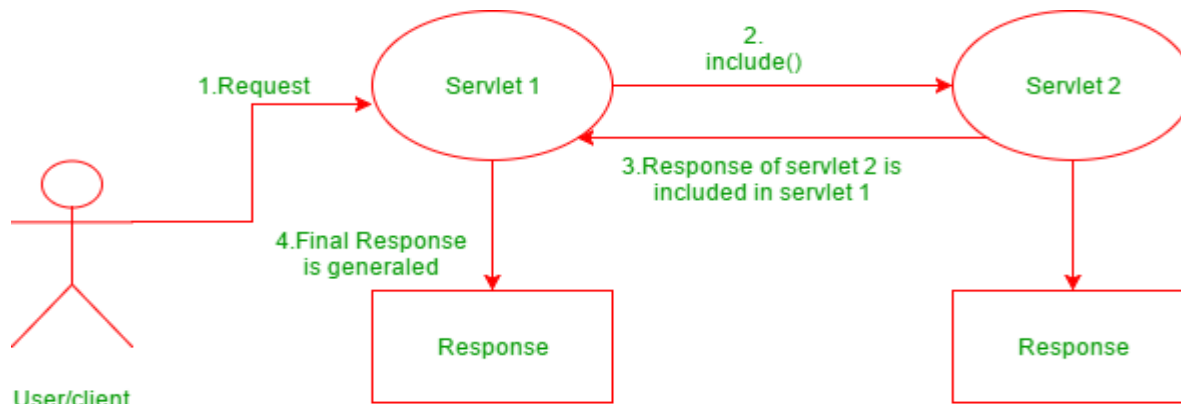 1.Request
Servlet 1
2.
include()
Servlet 2
3.Response of servlet 2 is
included in servlet 1
4.Final Response
is generaled
Response
Response
User/client